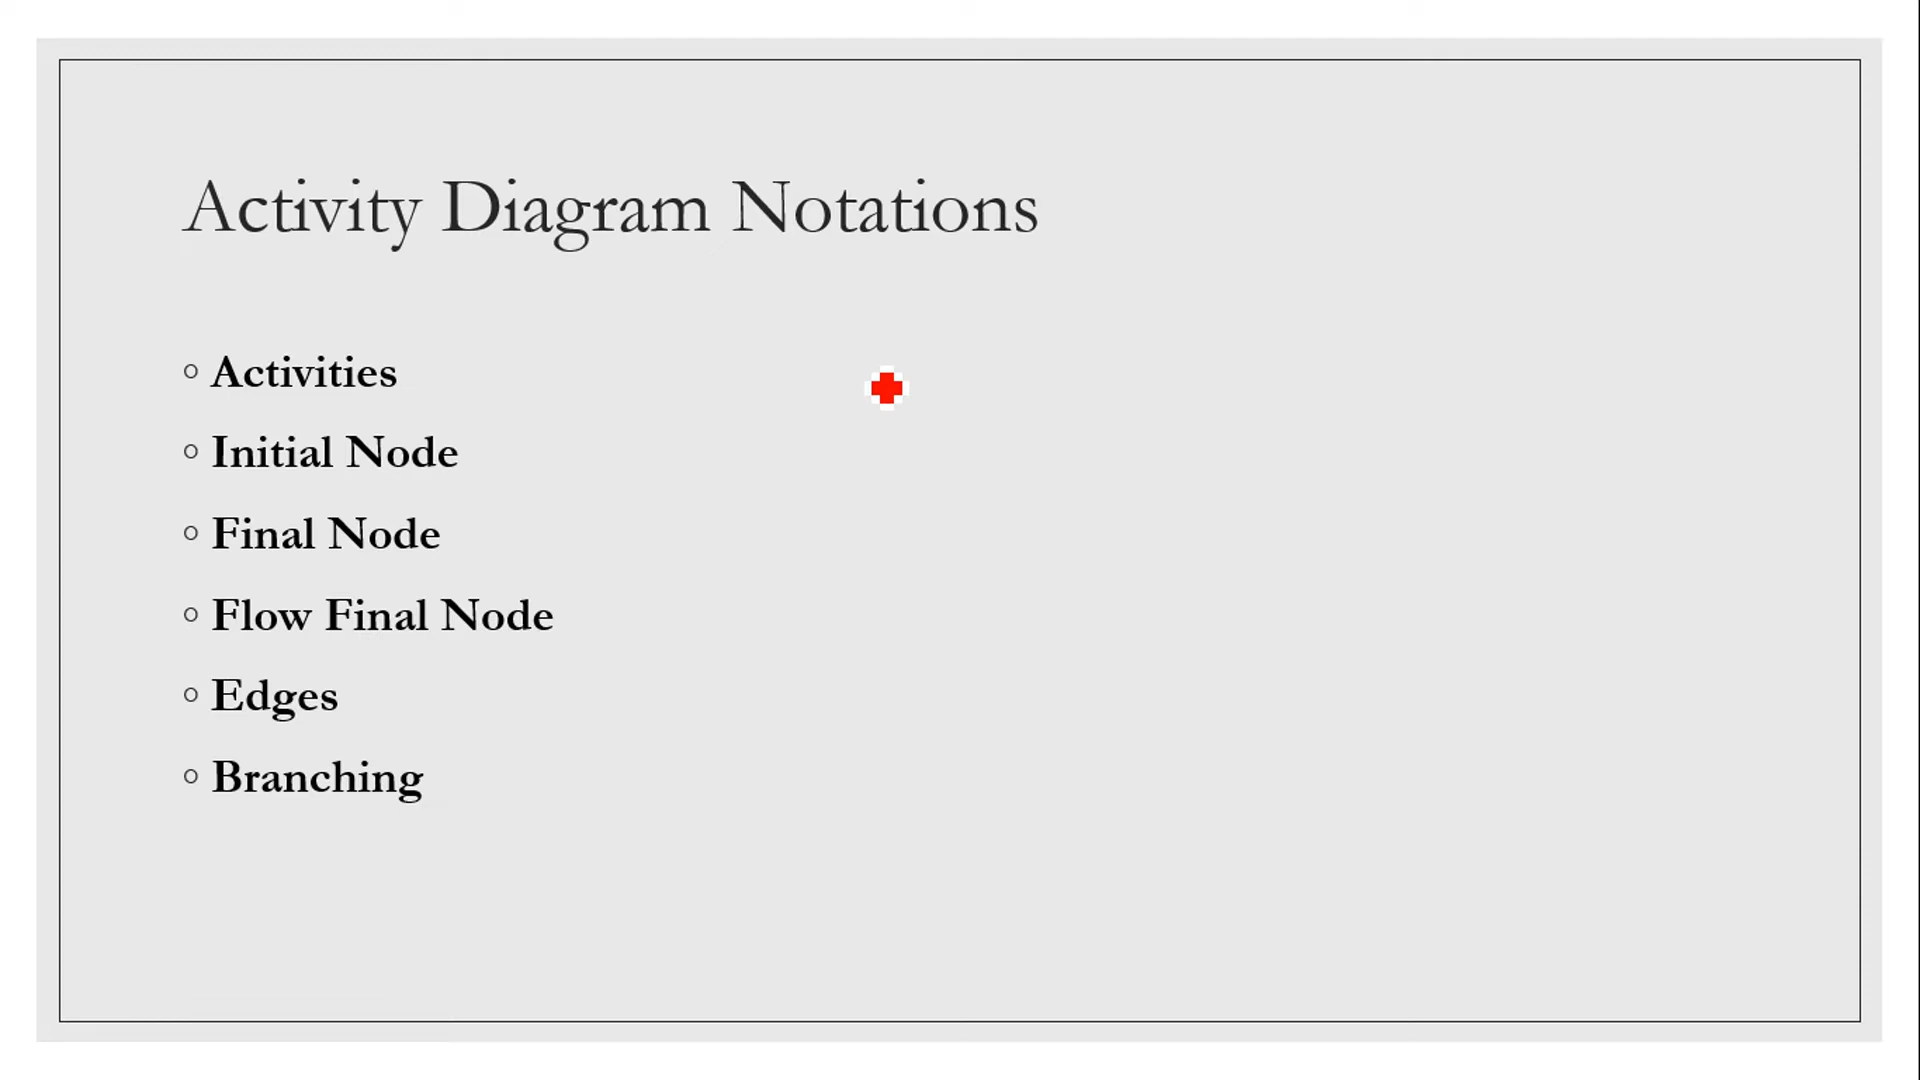 Activity Diagram Notations
Activities
Initial Node
Final Node
Flow Final Node
Edges
Branching